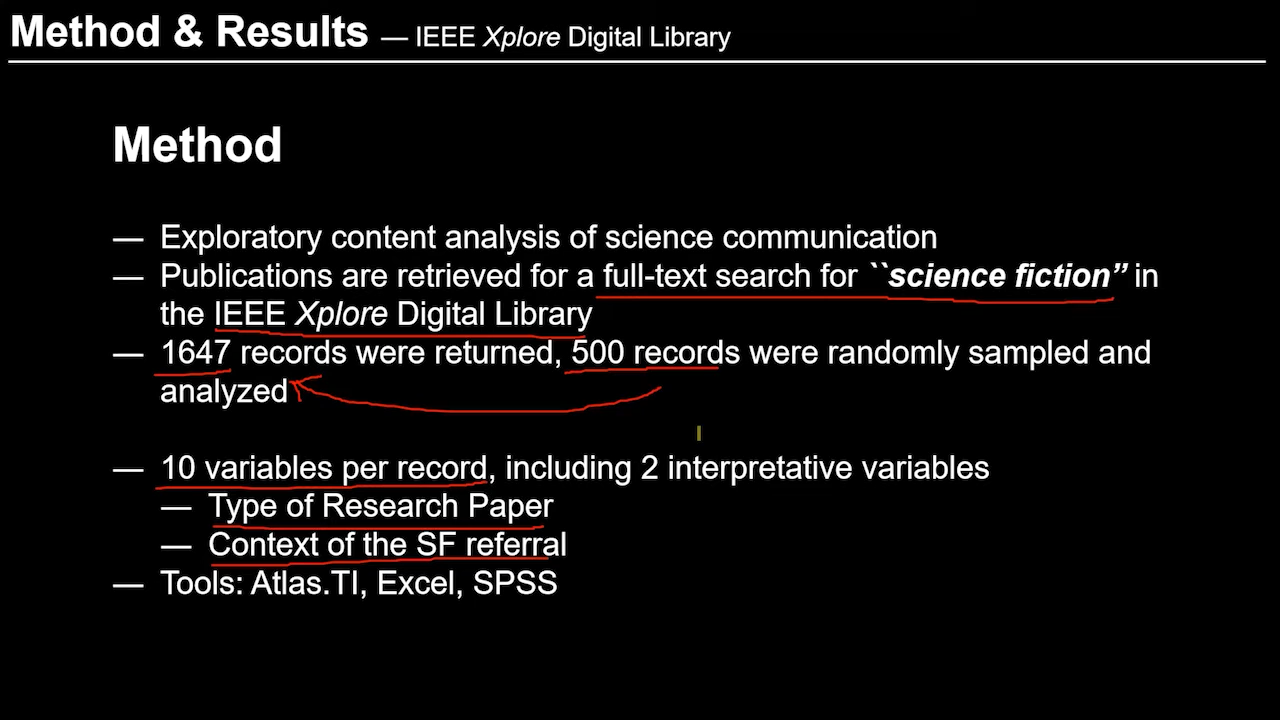 Method & Results — IEEE Xplore Digital Library
Method
— Exploratory content analysis of science communication
— Publications are retrieved for a full-text search for ``science fiction” in
the IEEE Xplore Digital Library
— 1647 records were returned, 500 records were randomly sampled and
analyzed
— 10 variables per record, including 2 interpretative variables
— Type of Research Paper
— Context of the SF referral
— Tools: Atlas.TI, Excel, SPSS